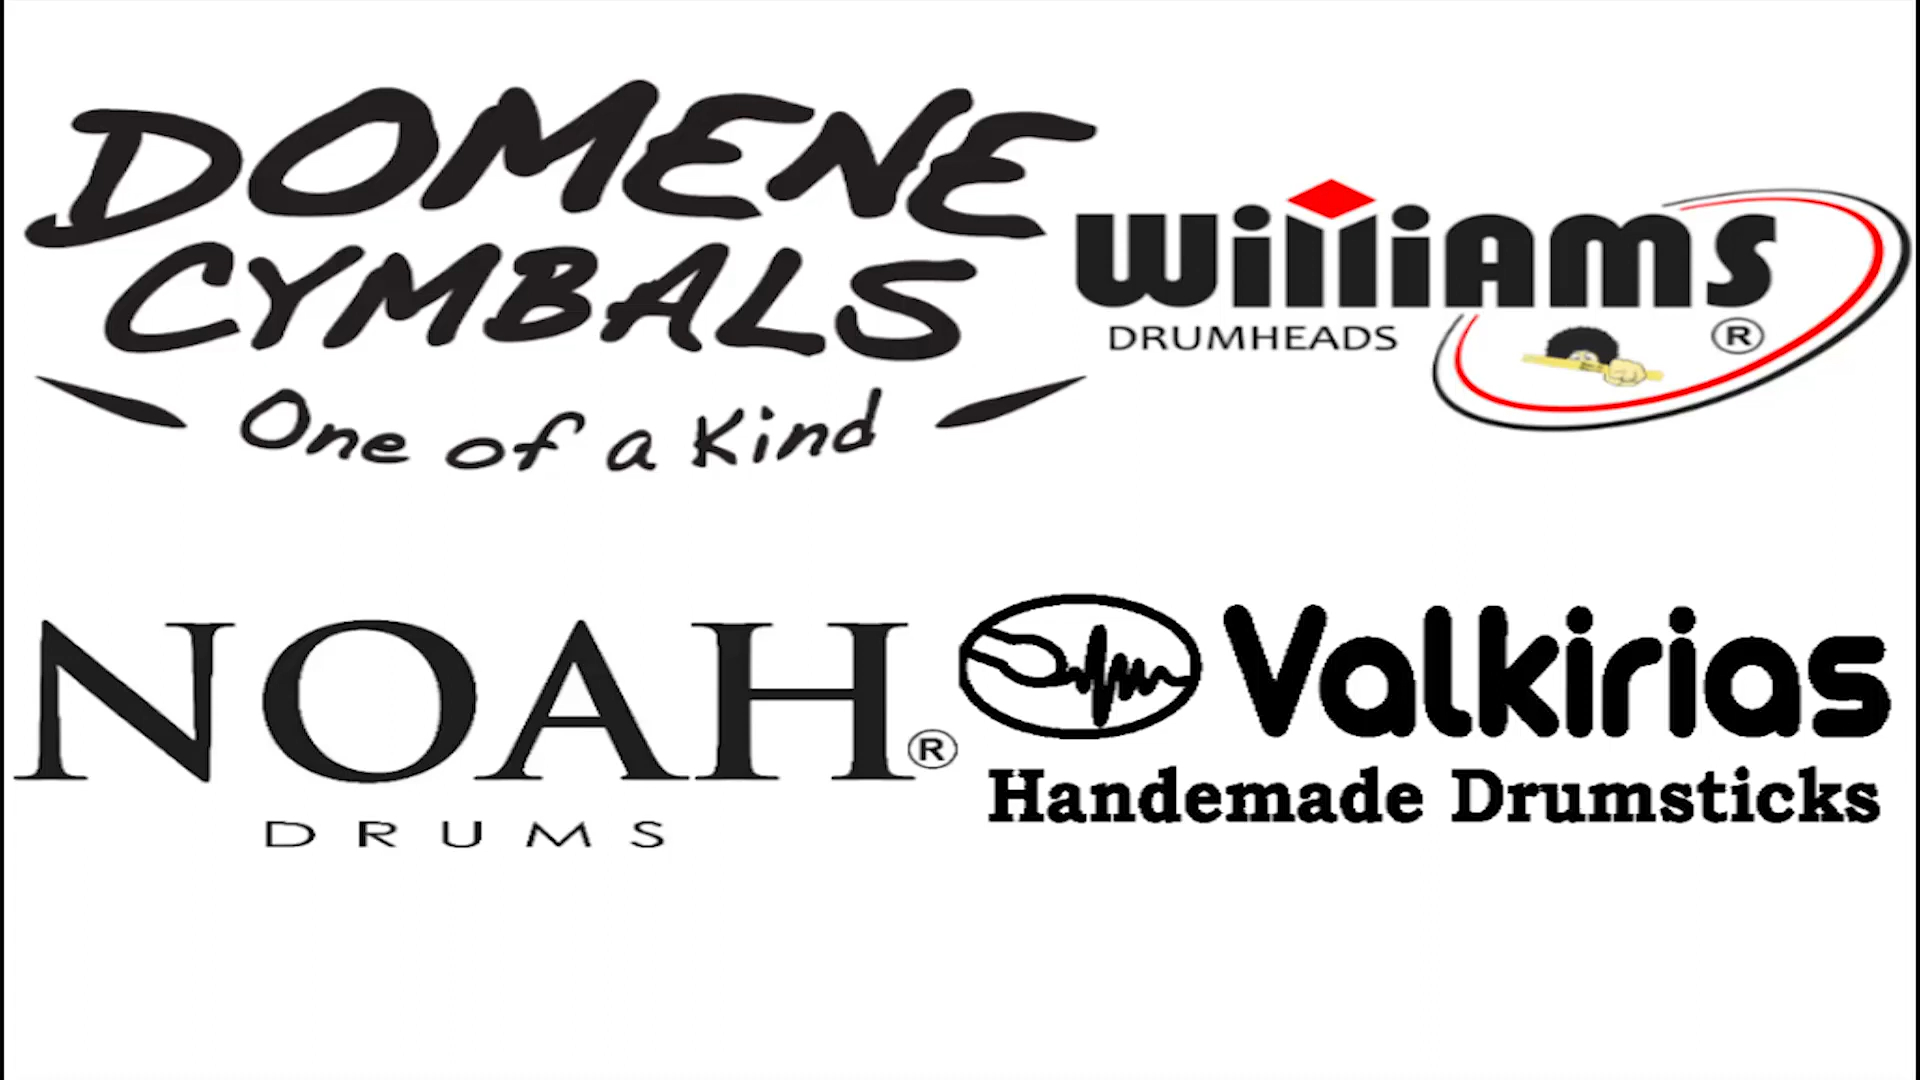 DOMENE
CYMBALS
One of a Kind
williAms
DRUMHEADS ®
NOAH®
DRUMS
Valkirias
Handemade Drumsticks